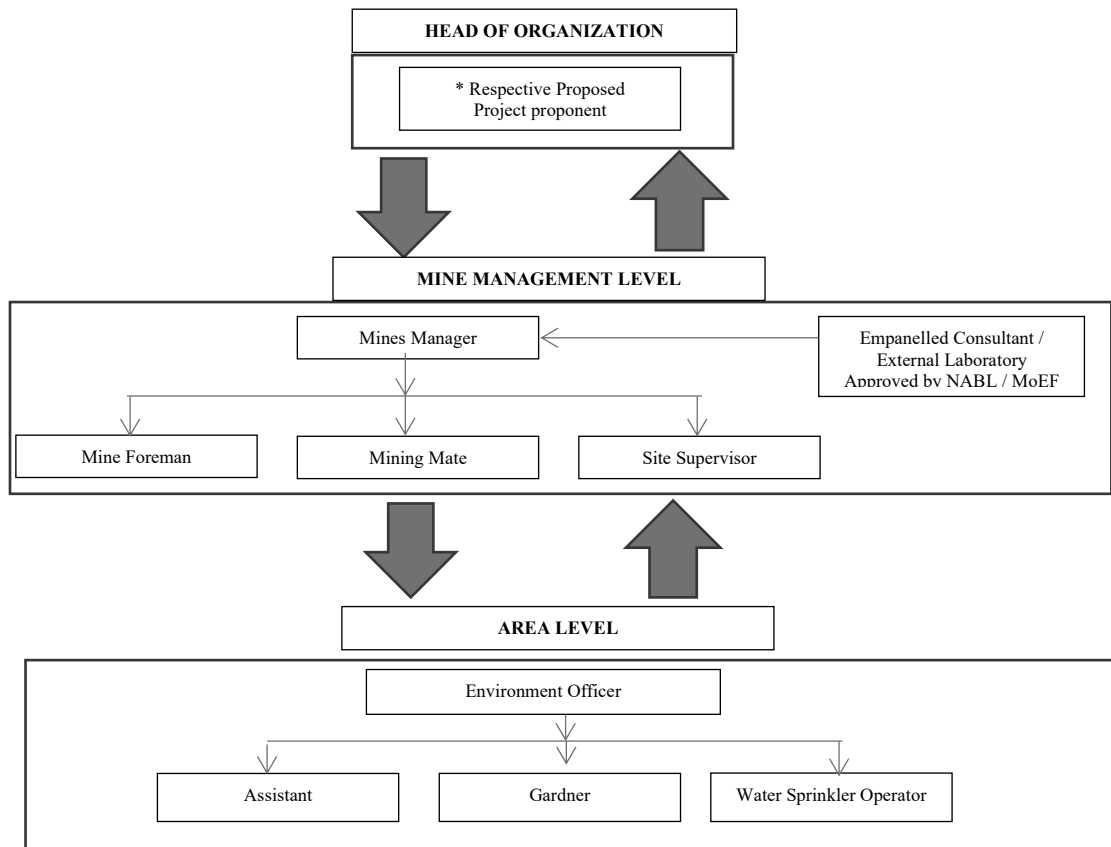 HEAD OF ORGANIZATION
* Respective Proposed
Project proponent
MINE MANAGEMENT LEVEL
Mines Manager
Empanelled Consultant /
External Laboratory
Approved by NABL / MoEF
Mine Foreman
Mining Mate
Site Supervisor
AREA LEVEL
Environment Officer
Assistant
Gardner
Water Sprinkler Operator